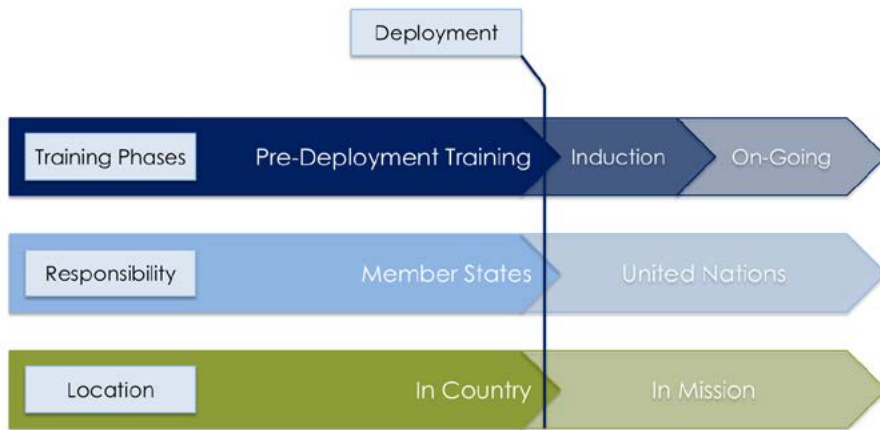 Deployment
Training Phases Pre-Deployment Training Induction On-Going
Responsibility Member States United Nations
Location In Country In Mission